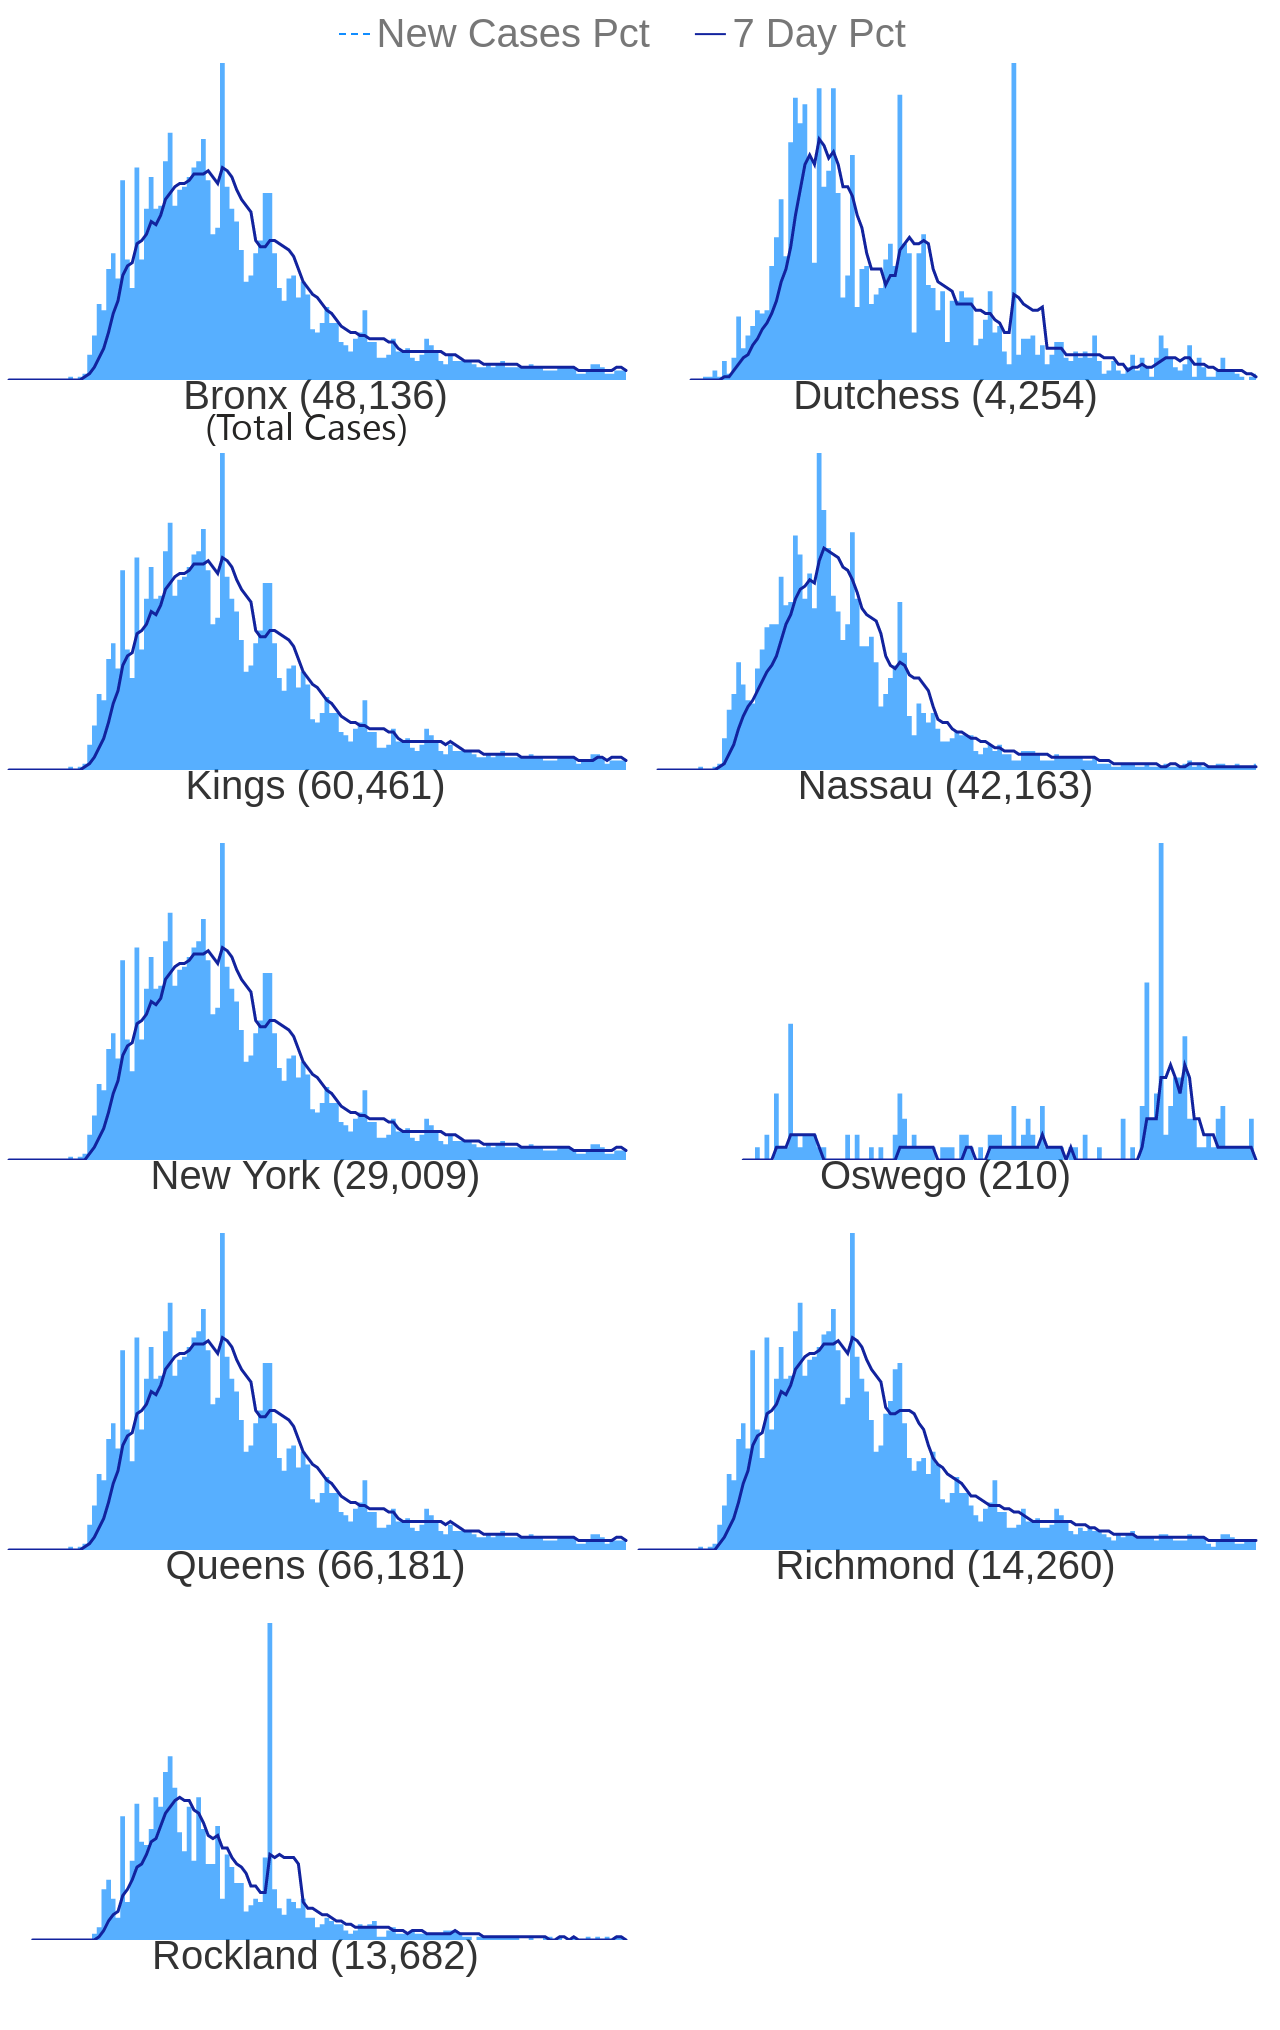 New Cases Pct 7 Day Pct
Bronx (48,136)
(Total Cases)
Dutchess (4,254)
Kings (60,461)
Nassau (42,163)
New York (29,009)
Oswego (210)
Queens (66,181)
Richmond (14,260)
Rockland (13,682)